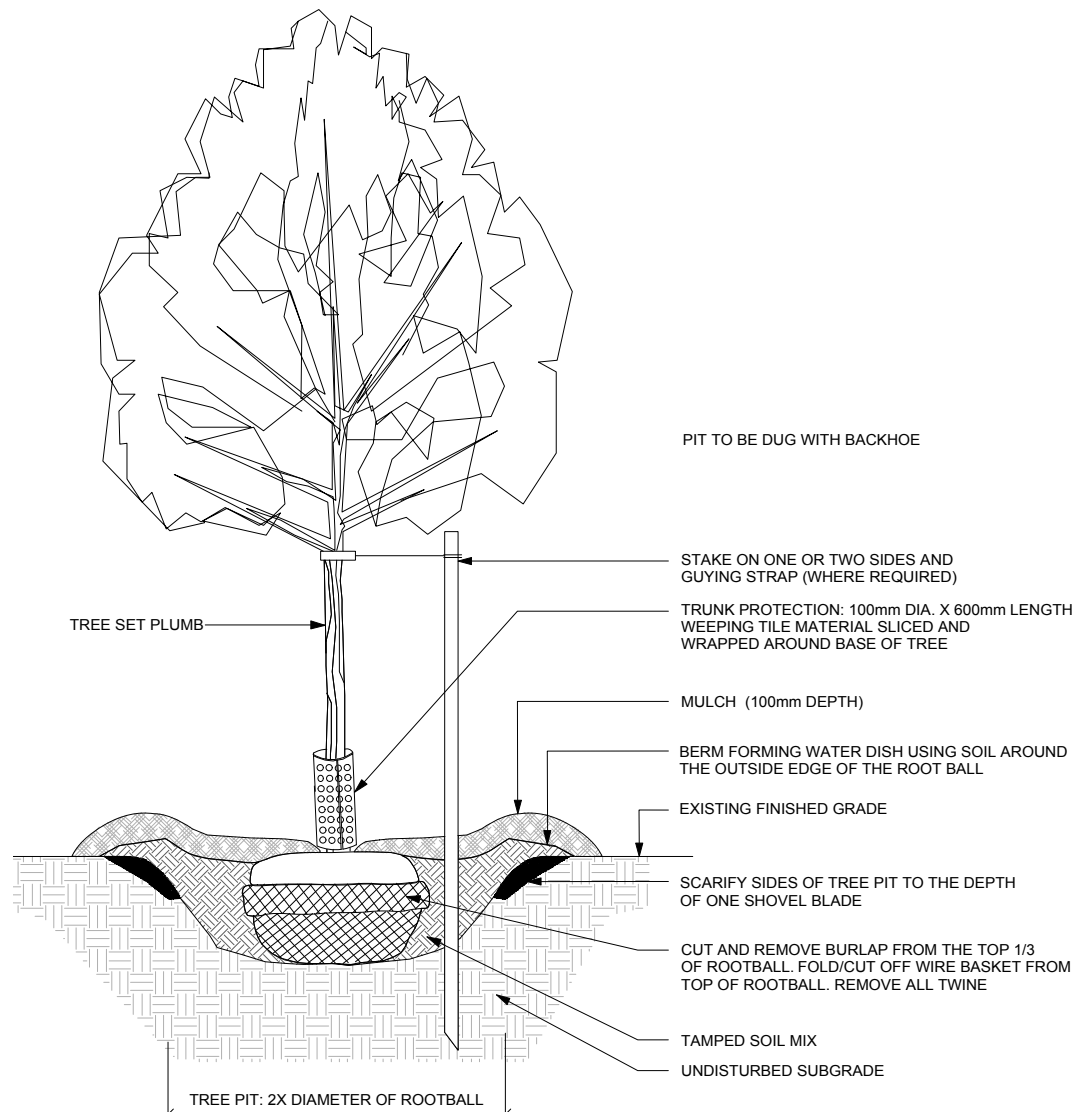 PIT TO BE DUG WITH BACKHOE
STAKE ON ONE OR TWO SIDES AND
GUYING STRAP (WHERE REQUIRED)
TREE SET PLUMB
TRUNK PROTECTION: 100mm DIA. X 600mm LENGTH
WEEPING TILE MATERIAL SLICED AND
WRAPPED AROUND BASE OF TREE
MULCH (100mm DEPTH)
BERM FORMING WATER DISH USING SOIL AROUND
THE OUTSIDE EDGE OF THE ROOT BALL
EXISTING FINISHED GRADE
SCARIFY SIDES OF TREE PIT TO THE DEPTH
OF ONE SHOVEL BLADE
CUT AND REMOVE BURLAP FROM THE TOP 1/3
OF ROOTBALL. FOLD/CUT OFF WIRE BASKET FROM
TOP OF ROOTBALL. REMOVE ALL TWINE
TAMPED SOIL MIX
UNDISTURBED SUBGRADE
TREE PIT: 2X DIAMETER OF ROOTBALL